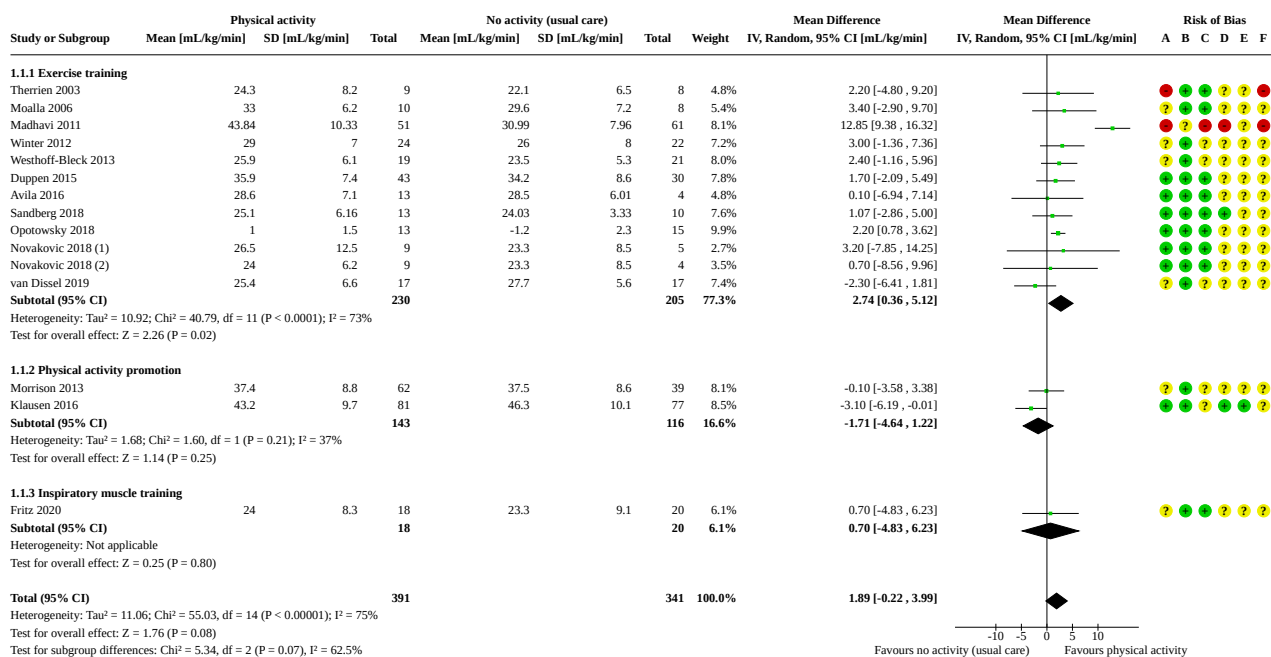 Physical activity No activity (usual care) Mean Difference Mean Difference Risk of Bias
Study or Subgroup Mean [mL/kg/min] SD [mL/kg/min] Total Mean [mL/kg/min] SD [mL/kg/min] Total Weight IV, Random, 95% CI [mL/kg/min] IV, Random, 95% CI [mL/kg/min] A B C D E F
1.1.1 Exercise training
Therrien 2003 24.3 8.2 9 22.1 6.5 8 4.8% 2.20 [-4.80 , 9.20] - + + ? ? -
Moalla 2006 33 6.2 10 29.6 7.2 8 5.4% 3.40 [-2.90 , 9.70] ? + + ? ? ?
Madhavi 2011 43.84 10.33 51 30.99 7.96 61 8.1% 12.85 [9.38 , 16.32] - ? - - ? -
Winter 2012 29 7 24 26 8 22 7.2% 3.00 [-1.36 , 7.36] ? + ? ? ? ?
Westhoff-Bleck 2013 25.9 6.1 19 23.5 5.3 21 8.0% 2.40 [-1.16 , 5.96] ? + ? ? ? ?
Duppen 2015 35.9 7.4 43 34.2 8.6 30 7.8% 1.70 [-2.09 , 5.49] + + + ? ? ?
Avila 2016 28.6 7.1 13 28.5 6.01 4 4.8% 0.10 [-6.94 , 7.14] + + + ? ? ?
Sandberg 2018 25.1 6.16 13 24.03 3.33 10 7.6% 1.07 [-2.86 , 5.00] + + + + ? ?
Opotowsky 2018 1 1.5 13 -1.2 2.3 15 9.9% 2.20 [0.78 , 3.62] + + + ? ? ?
Novakovic 2018 (1) 26.5 12.5 9 23.3 8.5 5 2.7% 3.20 [-7.85 , 14.25] + + + ? ? ?
Novakovic 2018 (2) 24 6.2 9 23.3 8.5 4 3.5% 0.70 [-8.56 , 9.96] + + + ? ? ?
van Dissel 2019 25.4 6.6 17 27.7 5.6 17 7.4% -2.30 [-6.41 , 1.81] ? + ? ? ? ?
Subtotal (95% CI) 230 205 77.3% 2.74 [0.36 , 5.12]
Heterogeneity: Tau² = 10.92; Chi² = 40.79, df = 11 (P < 0.0001); I² = 73%
Test for overall effect: Z = 2.26 (P = 0.02)
1.1.2 Physical activity promotion
Morrison 2013 37.4 8.8 62 37.5 8.6 39 8.1% -0.10 [-3.58 , 3.38] ? + ? ? ? ?
Klausen 2016 43.2 9.7 81 46.3 10.1 77 8.5% -3.10 [-6.19 , -0.01] + + ? + + ?
Subtotal (95% CI) 143 116 16.6% -1.71 [-4.64 , 1.22]
Heterogeneity: Tau² = 1.68; Chi² = 1.60, df = 1 (P = 0.21); I² = 37%
Test for overall effect: Z = 1.14 (P = 0.25)
1.1.3 Inspiratory muscle training
Fritz 2020 24 8.3 18 23.3 9.1 20 6.1% 0.70 [-4.83 , 6.23] ? + + ? ? ?
Subtotal (95% CI) 18 20 6.1% 0.70 [-4.83 , 6.23]
Heterogeneity: Not applicable
Test for overall effect: Z = 0.25 (P = 0.80)
Total (95% CI) 391 341 100.0% 1.89 [-0.22 , 3.99]
Heterogeneity: Tau² = 11.06; Chi² = 55.03, df = 14 (P < 0.00001); I² = 75%
Test for overall effect: Z = 1.76 (P = 0.08) -10 -5 0 5 10
Test for subgroup differences: Chi² = 5.34, df = 2 (P = 0.07), I² = 62.5% Favours no activity (usual care) Favours physical activity